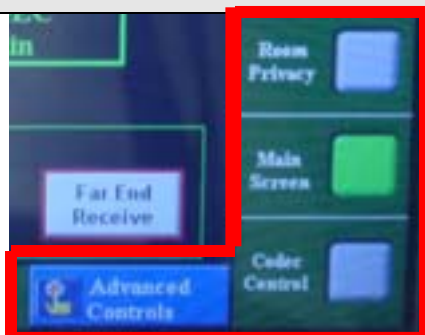 Room
Privacy
Main
Screen
Far End
Receive
Codec
Control
Advanced
Controls